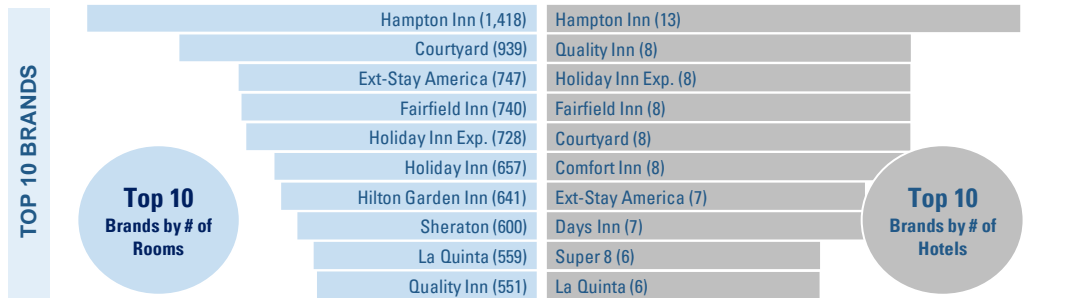 TOP 10 BRANDS
Hampton Inn (1,418)
Courtyard (939)
Ext-Stay America (747)
Fairfield Inn (740)
Holiday Inn Exp. (728)
Holiday Inn (657)
Hilton Garden Inn (641)
Sheraton (600)
La Quinta (559)
Quality Inn (551)
Top 10
Brands by # of
Rooms
Hampton Inn (13)
Quality Inn (8)
Holiday Inn Exp. (8)
Fairfield Inn (8)
Courtyard (8)
Comfort Inn (8)
Ext-Stay America (7)
Days Inn (7)
Super 8 (6)
La Quinta (6)
Top 10
Brands by # of
Hotels